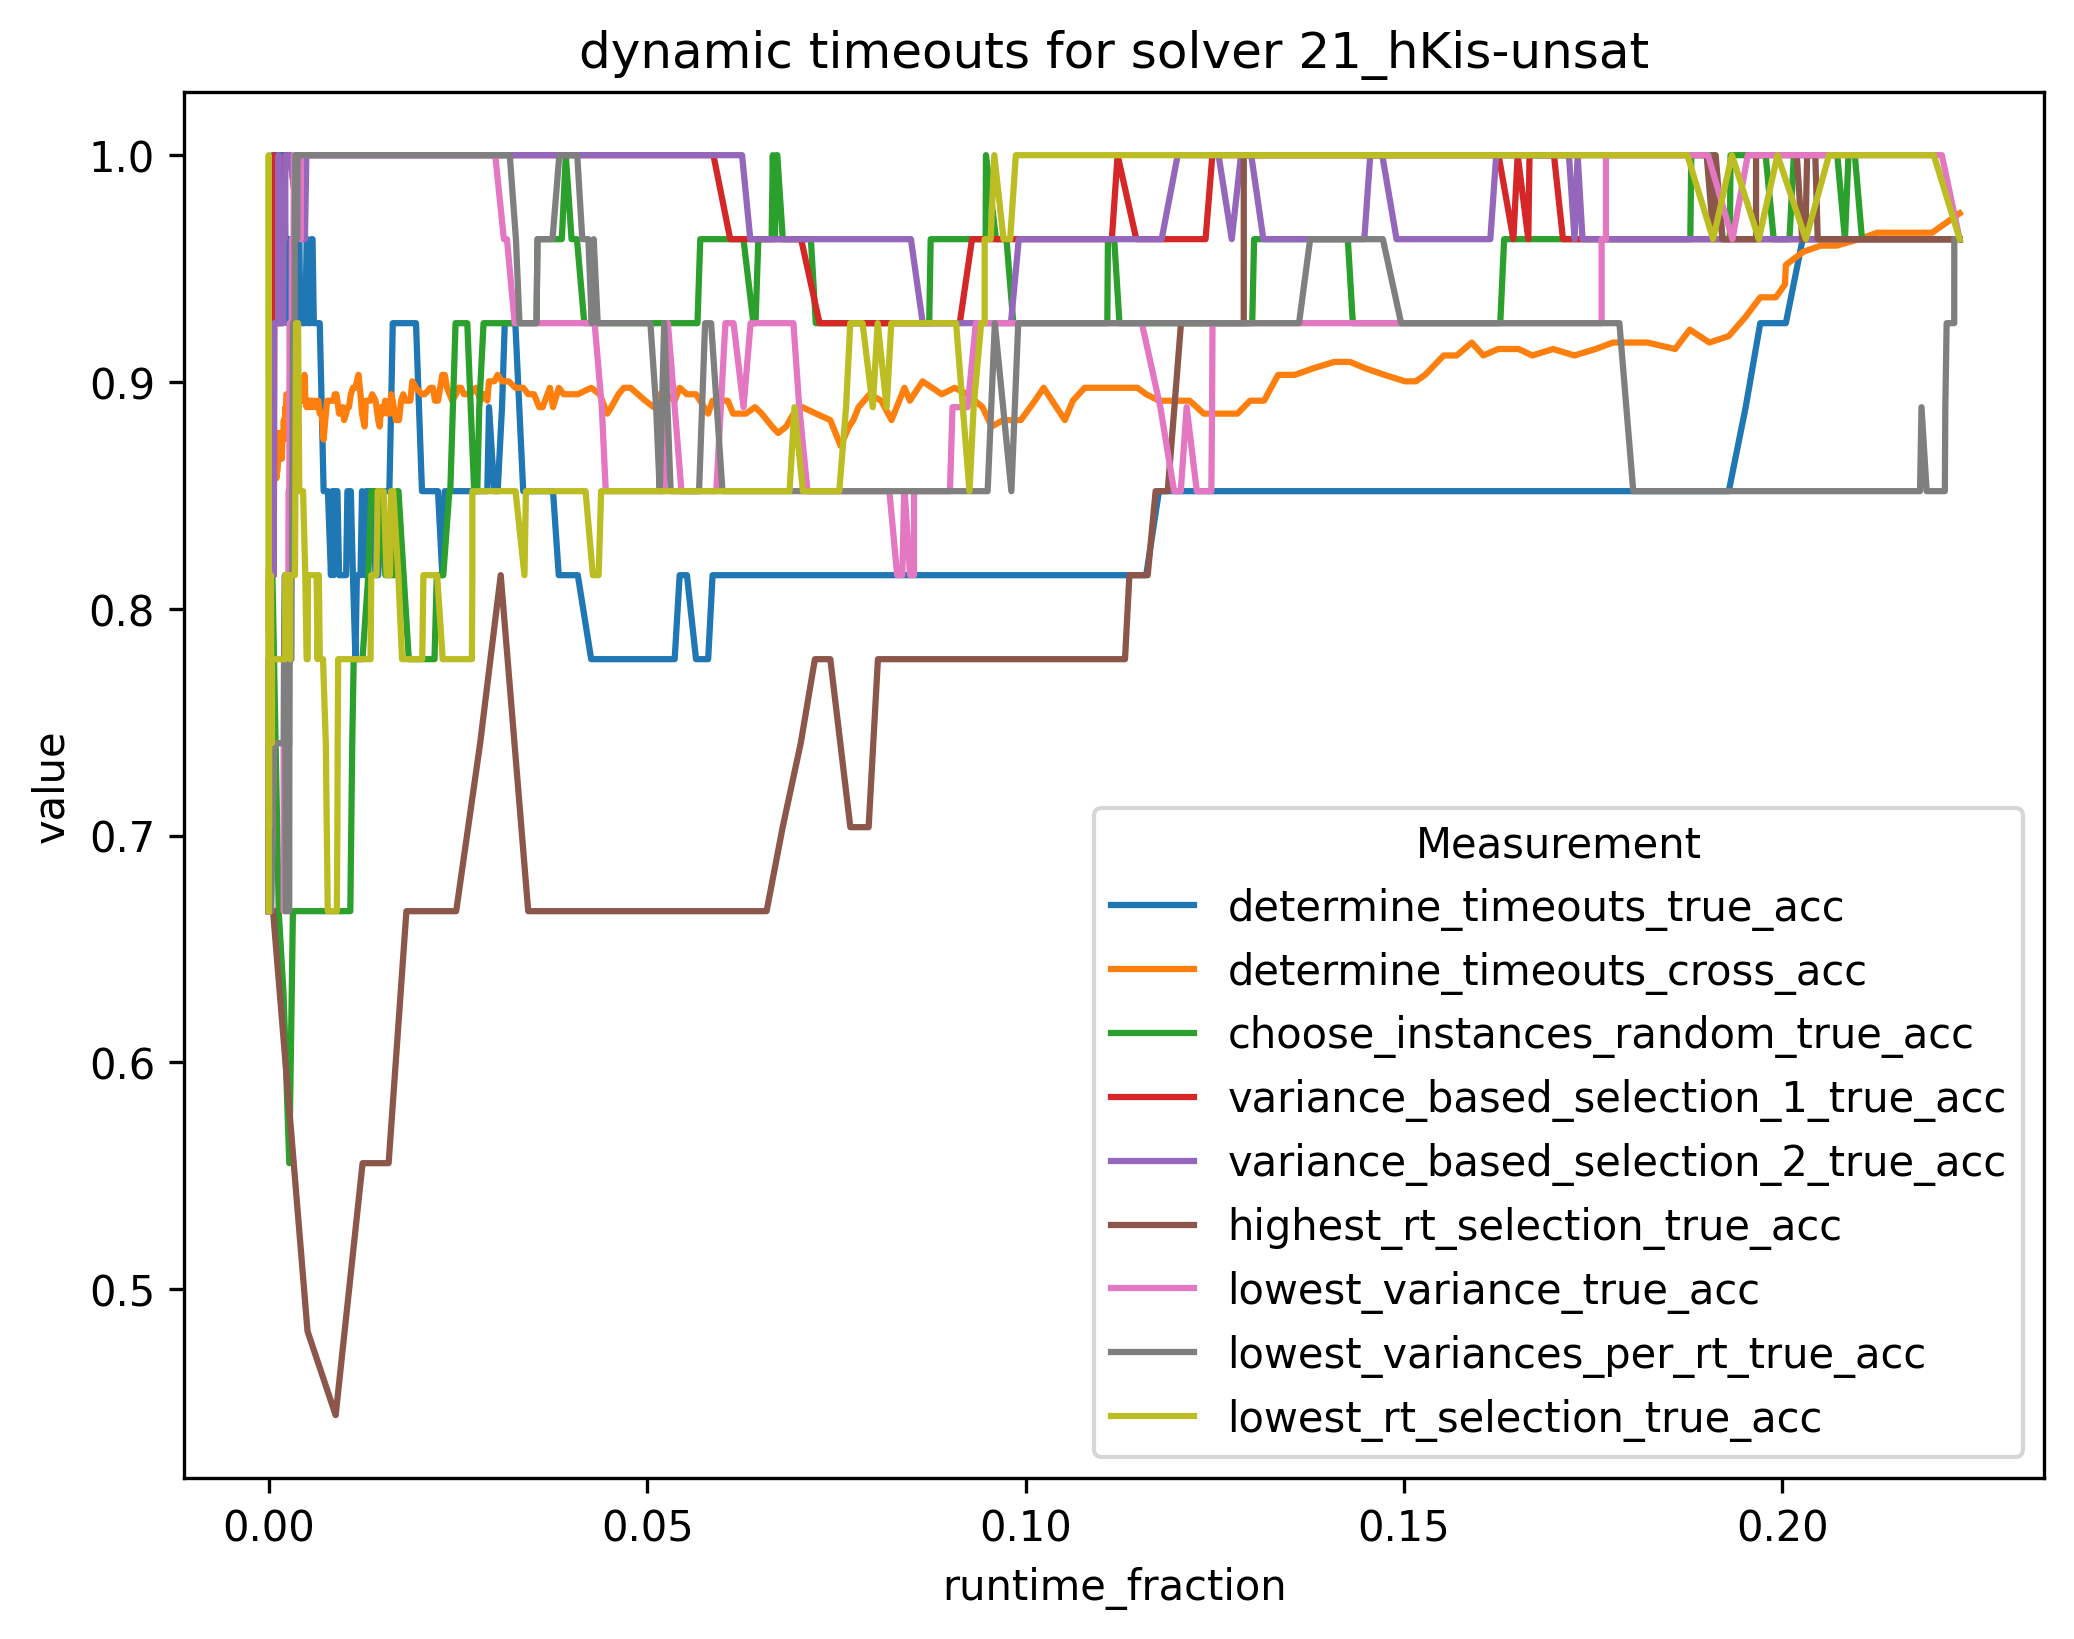 dynamic timeouts for solver 21_hKis-unsat
1.0
0.9
0.8
0.7
0.6
0.5
value
Measurement
determine_timeouts_true_acc
determine_timeouts_cross_acc
choose_instances_random_true_acc
variance_based_selection_1_true_acc
variance_based_selection_2_true_acc
highest_rt_selection_true_acc
lowest_variance_true_acc
lowest_variances_per_rt_true_acc
lowest_rt_selection_true_acc
0.00 0.05 0.10 0.15 0.20
runtime_fraction